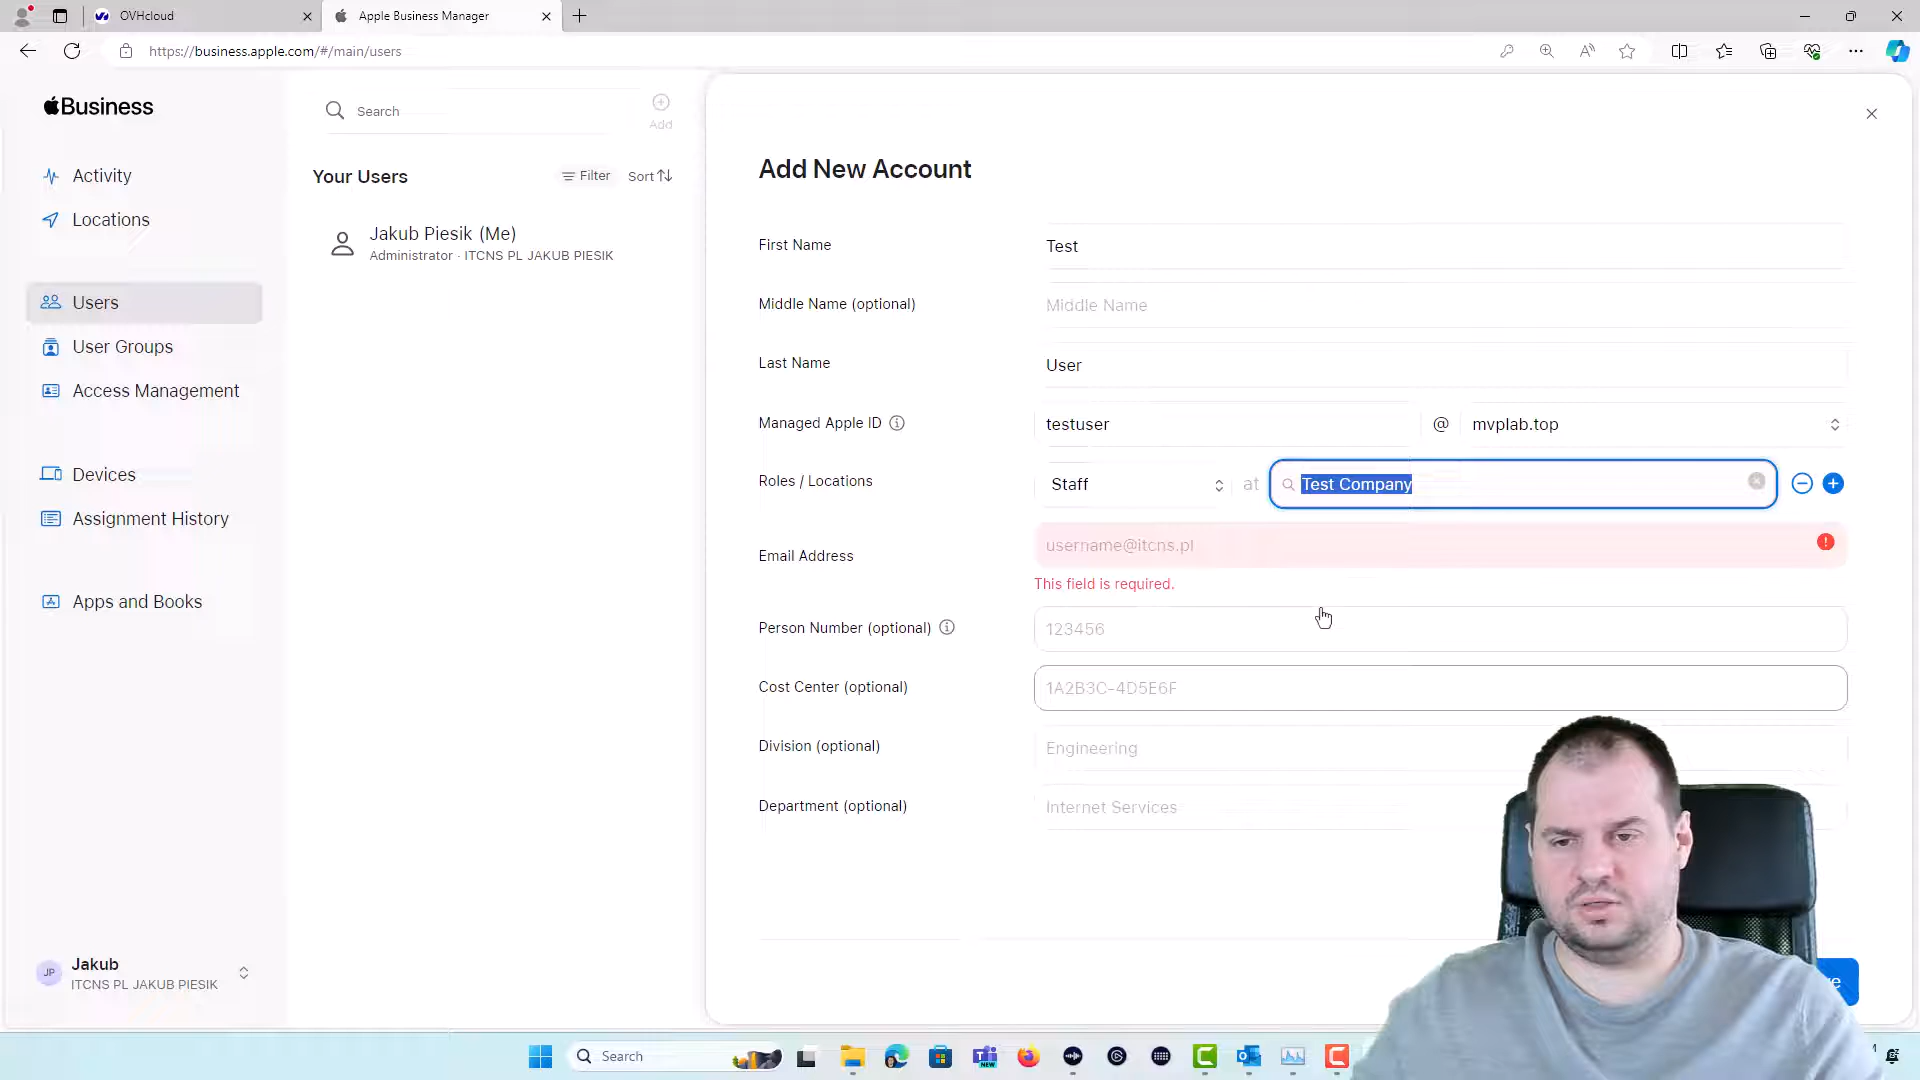 OVHcloud
Apple Business Manager
https://business.apple.com/#/main/users
Business
Activity
Locations
Users
User Groups
Access Management
Devices
Assignment History
Apps and Books
JP
Jakub
ITCNS PL JAKUB PIESIK
Search
Add
Your Users
Filter
Sort
Jakub Piesik (Me)
Administrator · ITCNS PL JAKUB PIESIK
Add New Account
First Name
Test
Middle Name (optional)
Middle Name
Last Name
User
Managed Apple ID
testuser
@
mvplab.top
Roles / Locations
Staff
at
Test Company
Email Address
username@itcns.pl
This field is required.
Person Number (optional)
123456
Cost Center (optional)
1A2B3C-4D5E6F
Division (optional)
Engineering
Department (optional)
Internet Services
Search
NEW